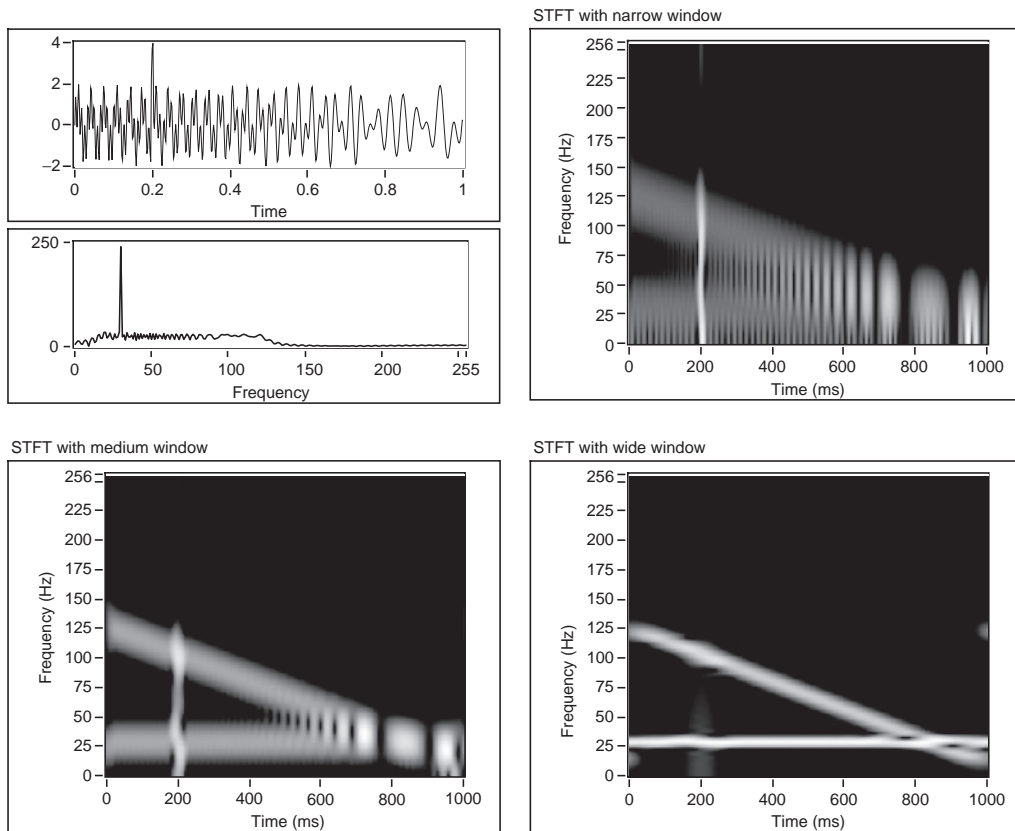 STFT with narrow window
4
2
0
−2
0 0.2 0.4 0.6 0.8 1
Time
250
0
0 50 100 150 200 255
Frequency
256
225
200
175
150
125
100
75
50
25
0
Frequency (Hz)
0 200 400 600 800 1000
Time (ms)
STFT with medium window
256
225
200
175
150
125
100
75
50
25
0
Frequency (Hz)
0 200 400 600 800 1000
Time (ms)
STFT with wide window
256
225
200
175
150
125
100
75
50
25
0
Frequency (Hz)
0 200 400 600 800 1000
Time (ms)